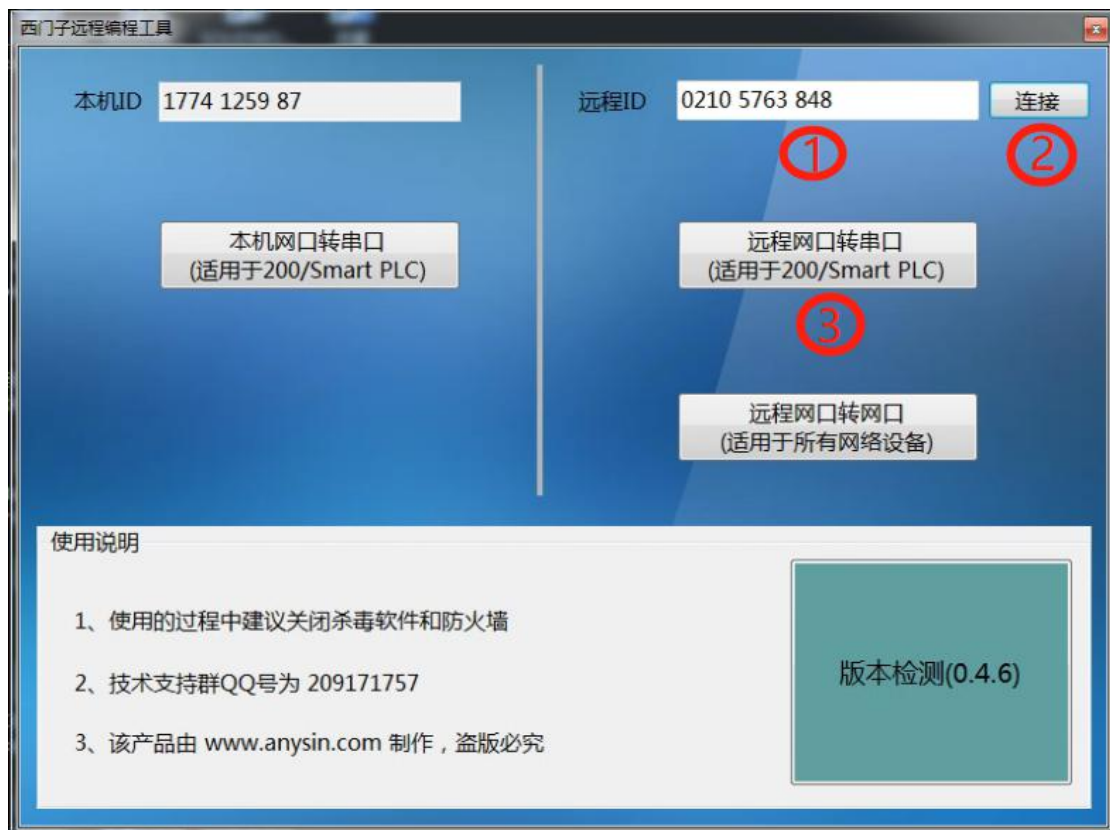 西门子远程编程工具
本机ID 1774 1259 87
远程ID 0210 5763 848 连接
① ②
本机网口转串口
(适用于200/Smart PLC)
远程网口转串口
(适用于200/Smart PLC)
③
远程网口转网口
(适用于所有网络设备)
使用说明
1、使用的过程中建议关闭杀毒软件和防火墙
2、技术支持群QQ号为 209171757
3、该产品由 www.anysin.com 制作，盗版必究
版本检测(0.4.6)